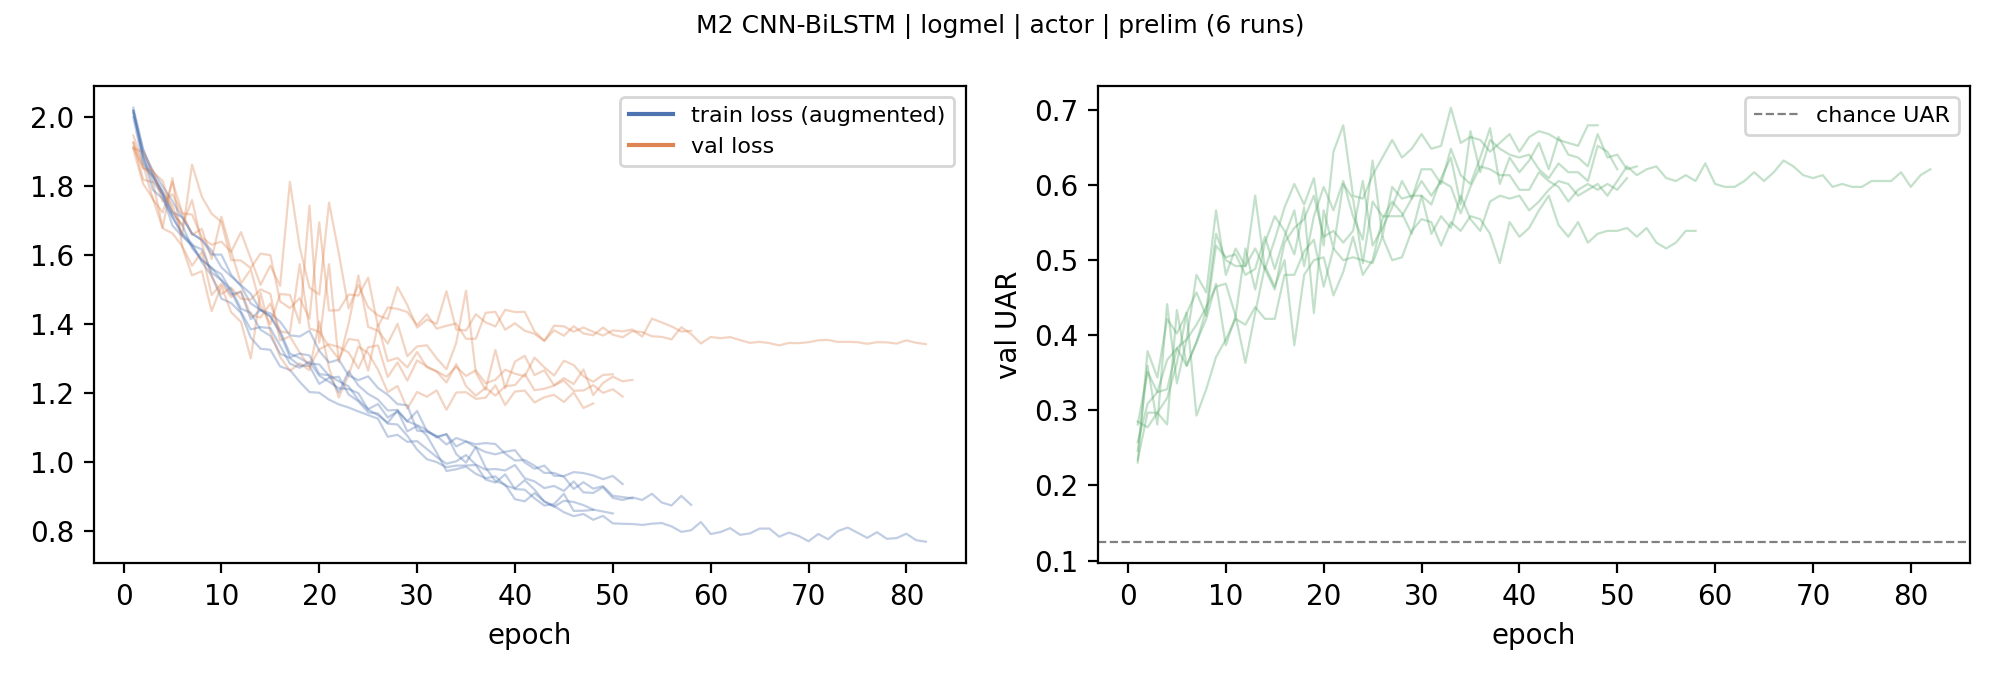 M2 CNN-BiLSTM | logmel | actor | prelim (6 runs)
2.0
1.8
1.6
1.4
1.2
1.0
0.8
0 10 20 30 40 50 60 70 80
epoch
train loss (augmented)
val loss
val UAR
0.7
0.6
0.5
0.4
0.3
0.2
0.1
0 10 20 30 40 50 60 70 80
epoch
chance UAR